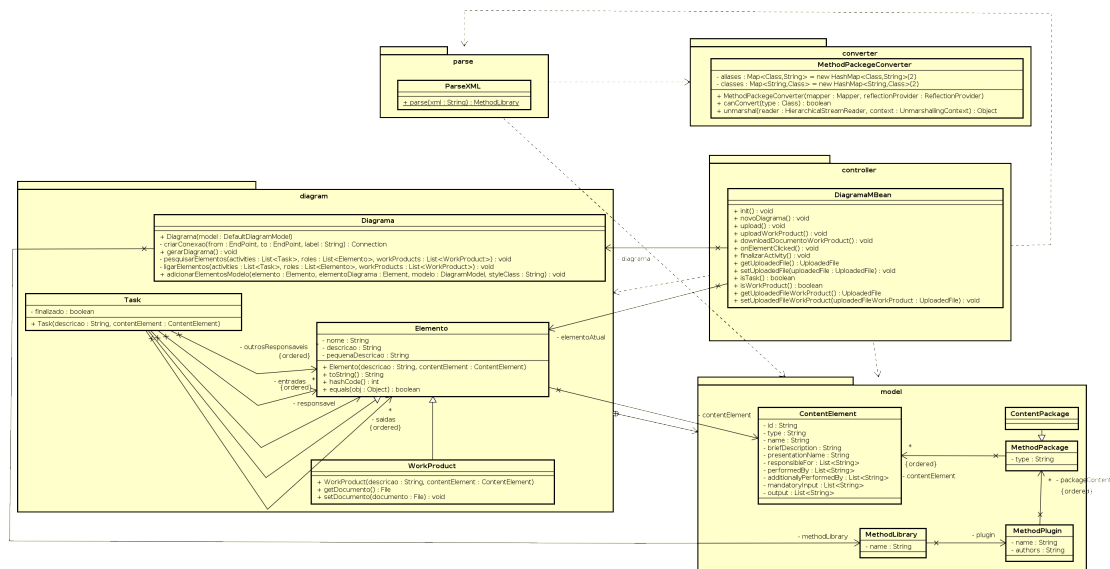 parse
ParseXML
+ parse(xml : String) : MethodLibrary
converter
MethodPackegeConverter
- aliases : Map<Class,String> = new HashMap<Class,String>(2)
- classes : Map<String,Class> = new HashMap<String,Class>(2)
+ MethodPackegeConverter(mapper : Mapper, reflectionProvider : ReflectionProvider)
+ canConvert(type : Class) : boolean
+ unmarshal(reader : HierarchicalStreamReader, context : UnmarshallingContext) : Object
controller
DiagramaMBean
+ init() : void
+ novoDiagrama() : void
+ upload() : void
+ uploadWorkProduct() : void
+ downloadDocumentoWorkProduct() : void
+ onElementClicked() : void
+ finalizarActivity() : void
+ getUploadedFile() : UploadedFile
+ setUploadedFile(uploadedFile : UploadedFile) : void
+ isTask() : boolean
+ isWorkProduct() : boolean
+ getUploadedFileWorkProduct() : UploadedFile
+ setUploadedFileWorkProduct(uploadedFileWorkProduct : UploadedFile) : void
diagram
Diagrama
+ Diagrama(model : DefaultDiagramModel)
- criarConexao(from : EndPoint, to : EndPoint, label : String) : Connection
+ gerarDiagrama() : void
- pesquisarElementos(activities : List<Task>, roles : List<Elemento>, workProducts : List<WorkProduct>) : void
- ligarElementos(activities : List<Task>, roles : List<Elemento>, workProducts : List<WorkProduct>) : void
+ adicionarElementosModelo(elemento : Elemento, elementoDiagrama : Element, modelo : DiagramModel, styleClass : String) : void
- diagrama
Task
- finalizado : boolean
+ Task(descricao : String, contentElement : ContentElement)
Elemento
- nome : String
- descricao : String
- pequenaDescricao : String
+ Elemento(descricao : String, contentElement : ContentElement)
+ toString() : String
+ hashCode() : int
+ equals(obj : Object) : boolean
- elementoAtual
- outrosResponsaveis
*
{ordered}
- entradas
*
{ordered}
- responsavel
*
- saidas
{ordered}
WorkProduct
+ WorkProduct(descricao : String, contentElement : ContentElement)
+ getDocumento() : File
+ setDocumento(documento : File) : void
model
- contentElement
ContentElement
- id : String
- type : String
- name : String
- briefDescription : String
- presentationName : String
- responsibleFor : List<String>
- performedBy : List<String>
- additionallyPerformedBy : List<String>
- mandatoryInput : List<String>
- output : List<String>
ContentPackage
MethodPackage
- type : String
*
{ordered}
- contentElement
* - packageContent
{ordered}
- methodLibrary
MethodLibrary
- name : String
- plugin
MethodPlugin
- name : String
- authors : String